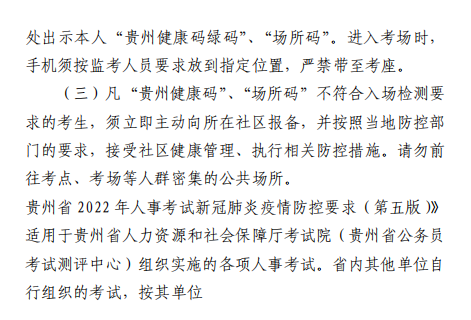 处出示本人“贵州健康码绿码”、“场所码”。进入考场时，
手机须按监考人员要求放到指定位置，严禁带至考座。
（三）凡“贵州健康码”、“场所码”不符合入场检测要
求的考生，须立即主动向所在社区报备，并按照当地防控部
门的要求，接受社区健康管理、执行相关防控措施。请勿前
往考点、考场等人群密集的公共场所。
贵州省 2022 年人事考试新冠肺炎疫情防控要求（第五版）》
适用于贵州省人力资源和社会保障厅考试院（贵州省公务员
考试测评中心）组织实施的各项人事考试。省内其他单位自
行组织的考试，按其单位